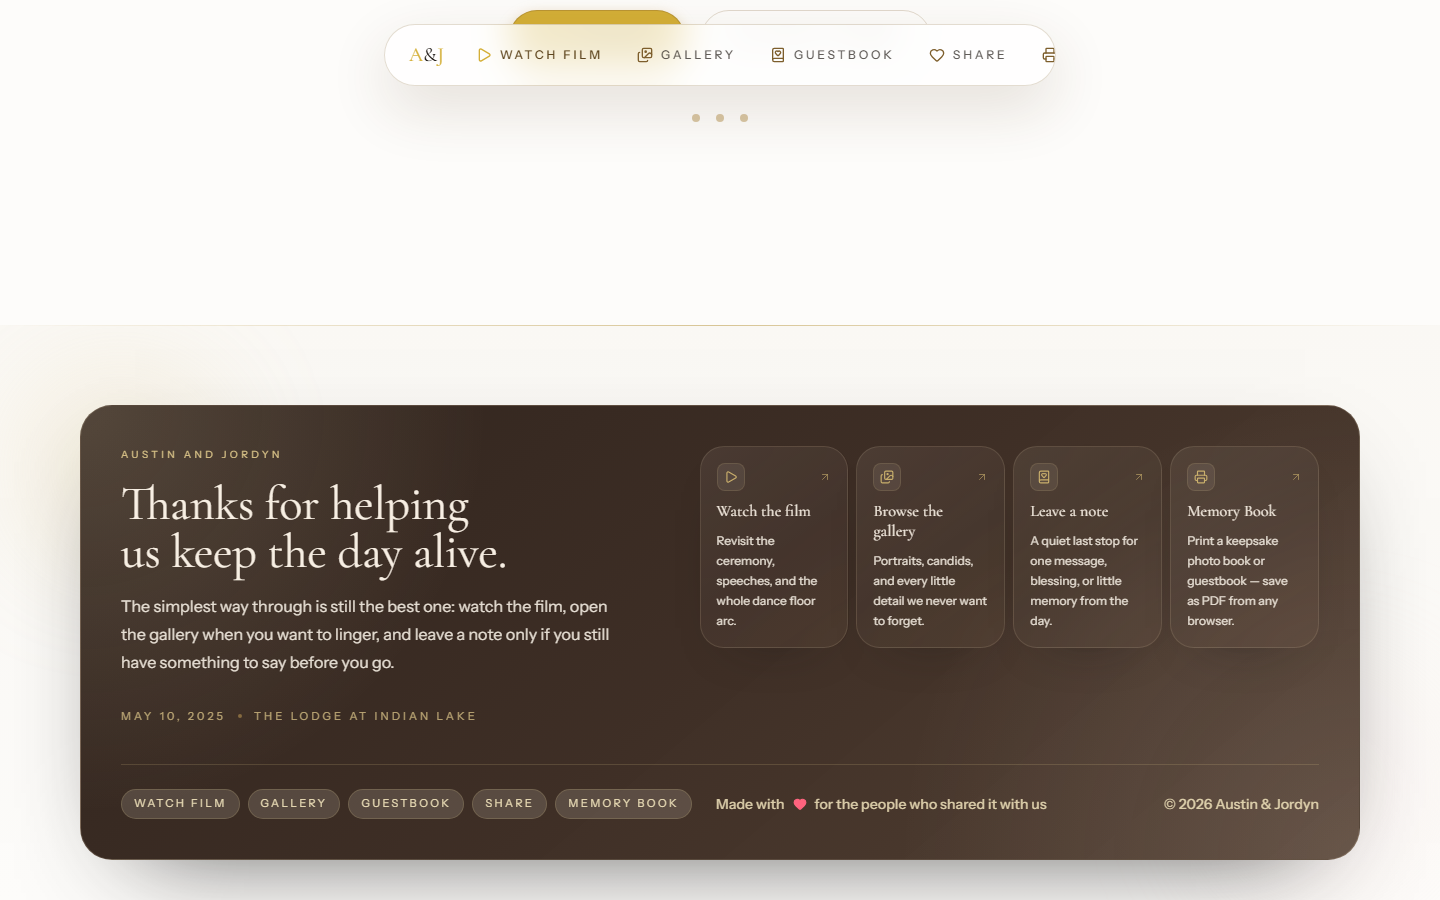 A&J
WATCH FILM
GALLERY
GUESTBOOK
SHARE
AUSTIN AND JORDYN
Thanks for helping
us keep the day alive.
The simplest way through is still the best one: watch the film, open
the gallery when you want to linger, and leave a note only if you still
have something to say before you go.
MAY 10, 2025 • THE LODGE AT INDIAN LAKE
Watch the film
Revisit the
ceremony,
speeches, and the
whole dance floor
arc.
Browse the
gallery
Portraits, candids,
and every little
detail we never want
to forget.
Leave a note
A quiet last stop for
one message,
blessing, or little
memory from the
day.
Memory Book
Print a keepsake
photo book or
guestbook — save
as PDF from any
browser.
WATCH FILM
GALLERY
GUESTBOOK
SHARE
MEMORY BOOK
Made with ♥ for the people who shared it with us
© 2026 Austin & Jordyn